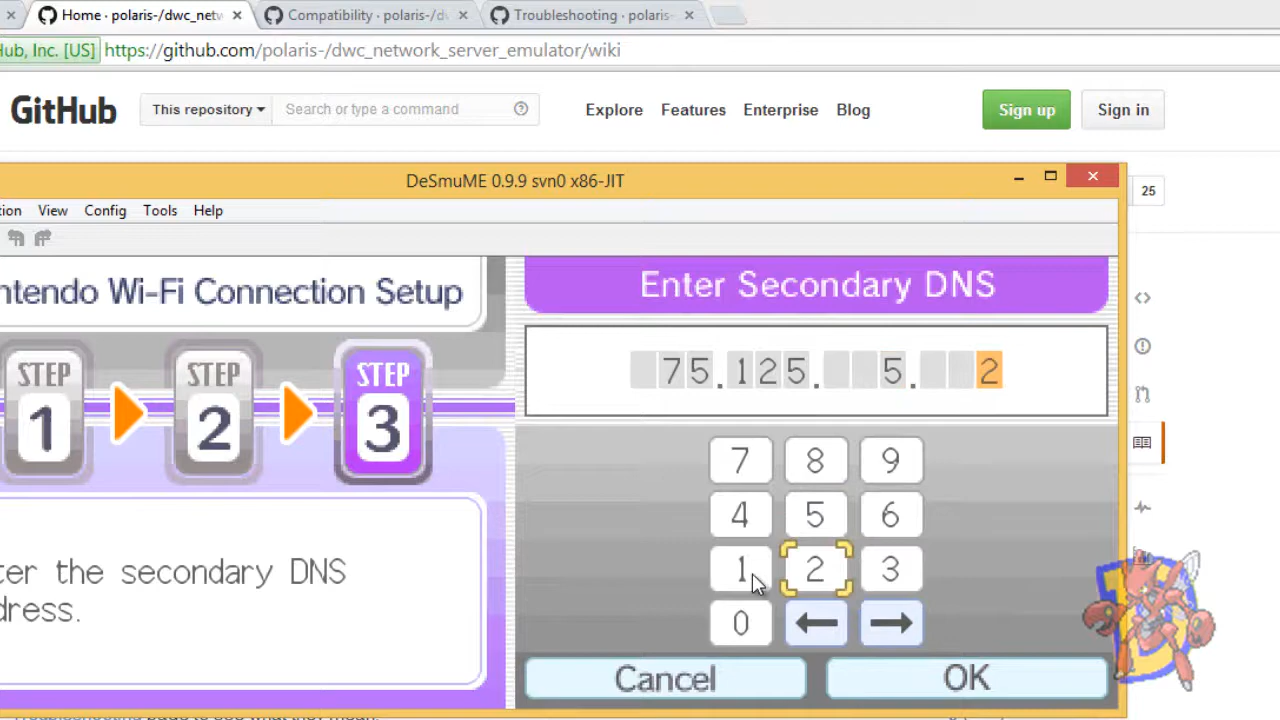 Home · polaris-/dwc_netw
Compatibility · polaris-/d
Troubleshooting · polaris-
Hub, Inc. [US]
https://github.com/polaris-/dwc_network_server_emulator/wiki
GitHub
This repository
Search or type a command
Explore
Features
Enterprise
Blog
Sign up
Sign in
DeSmuME 0.9.9 svn0 x86-JIT
25
tion
View
Config
Tools
Help
ntendo Wi-Fi Connection Setup
Enter Secondary DNS
75.125.  5.  2
STEP
1
STEP
2
STEP
3
7 8 9
4 5 6
1 2 3
0
ter the secondary DNS
dress.
Cancel
OK